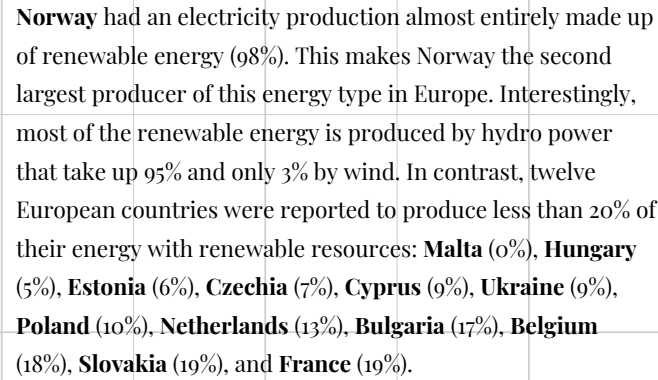 Norway had an electricity production almost entirely made up
of renewable energy (98%). This makes Norway the second
largest producer of this energy type in Europe. Interestingly,
most of the renewable energy is produced by hydro power
that take up 95% and only 3% by wind. In contrast, twelve
European countries were reported to produce less than 20% of
their energy with renewable resources: Malta (0%), Hungary
(5%), Estonia (6%), Czechia (7%), Cyprus (9%), Ukraine (9%),
Poland (10%), Netherlands (13%), Bulgaria (17%), Belgium
(18%), Slovakia (19%), and France (19%).